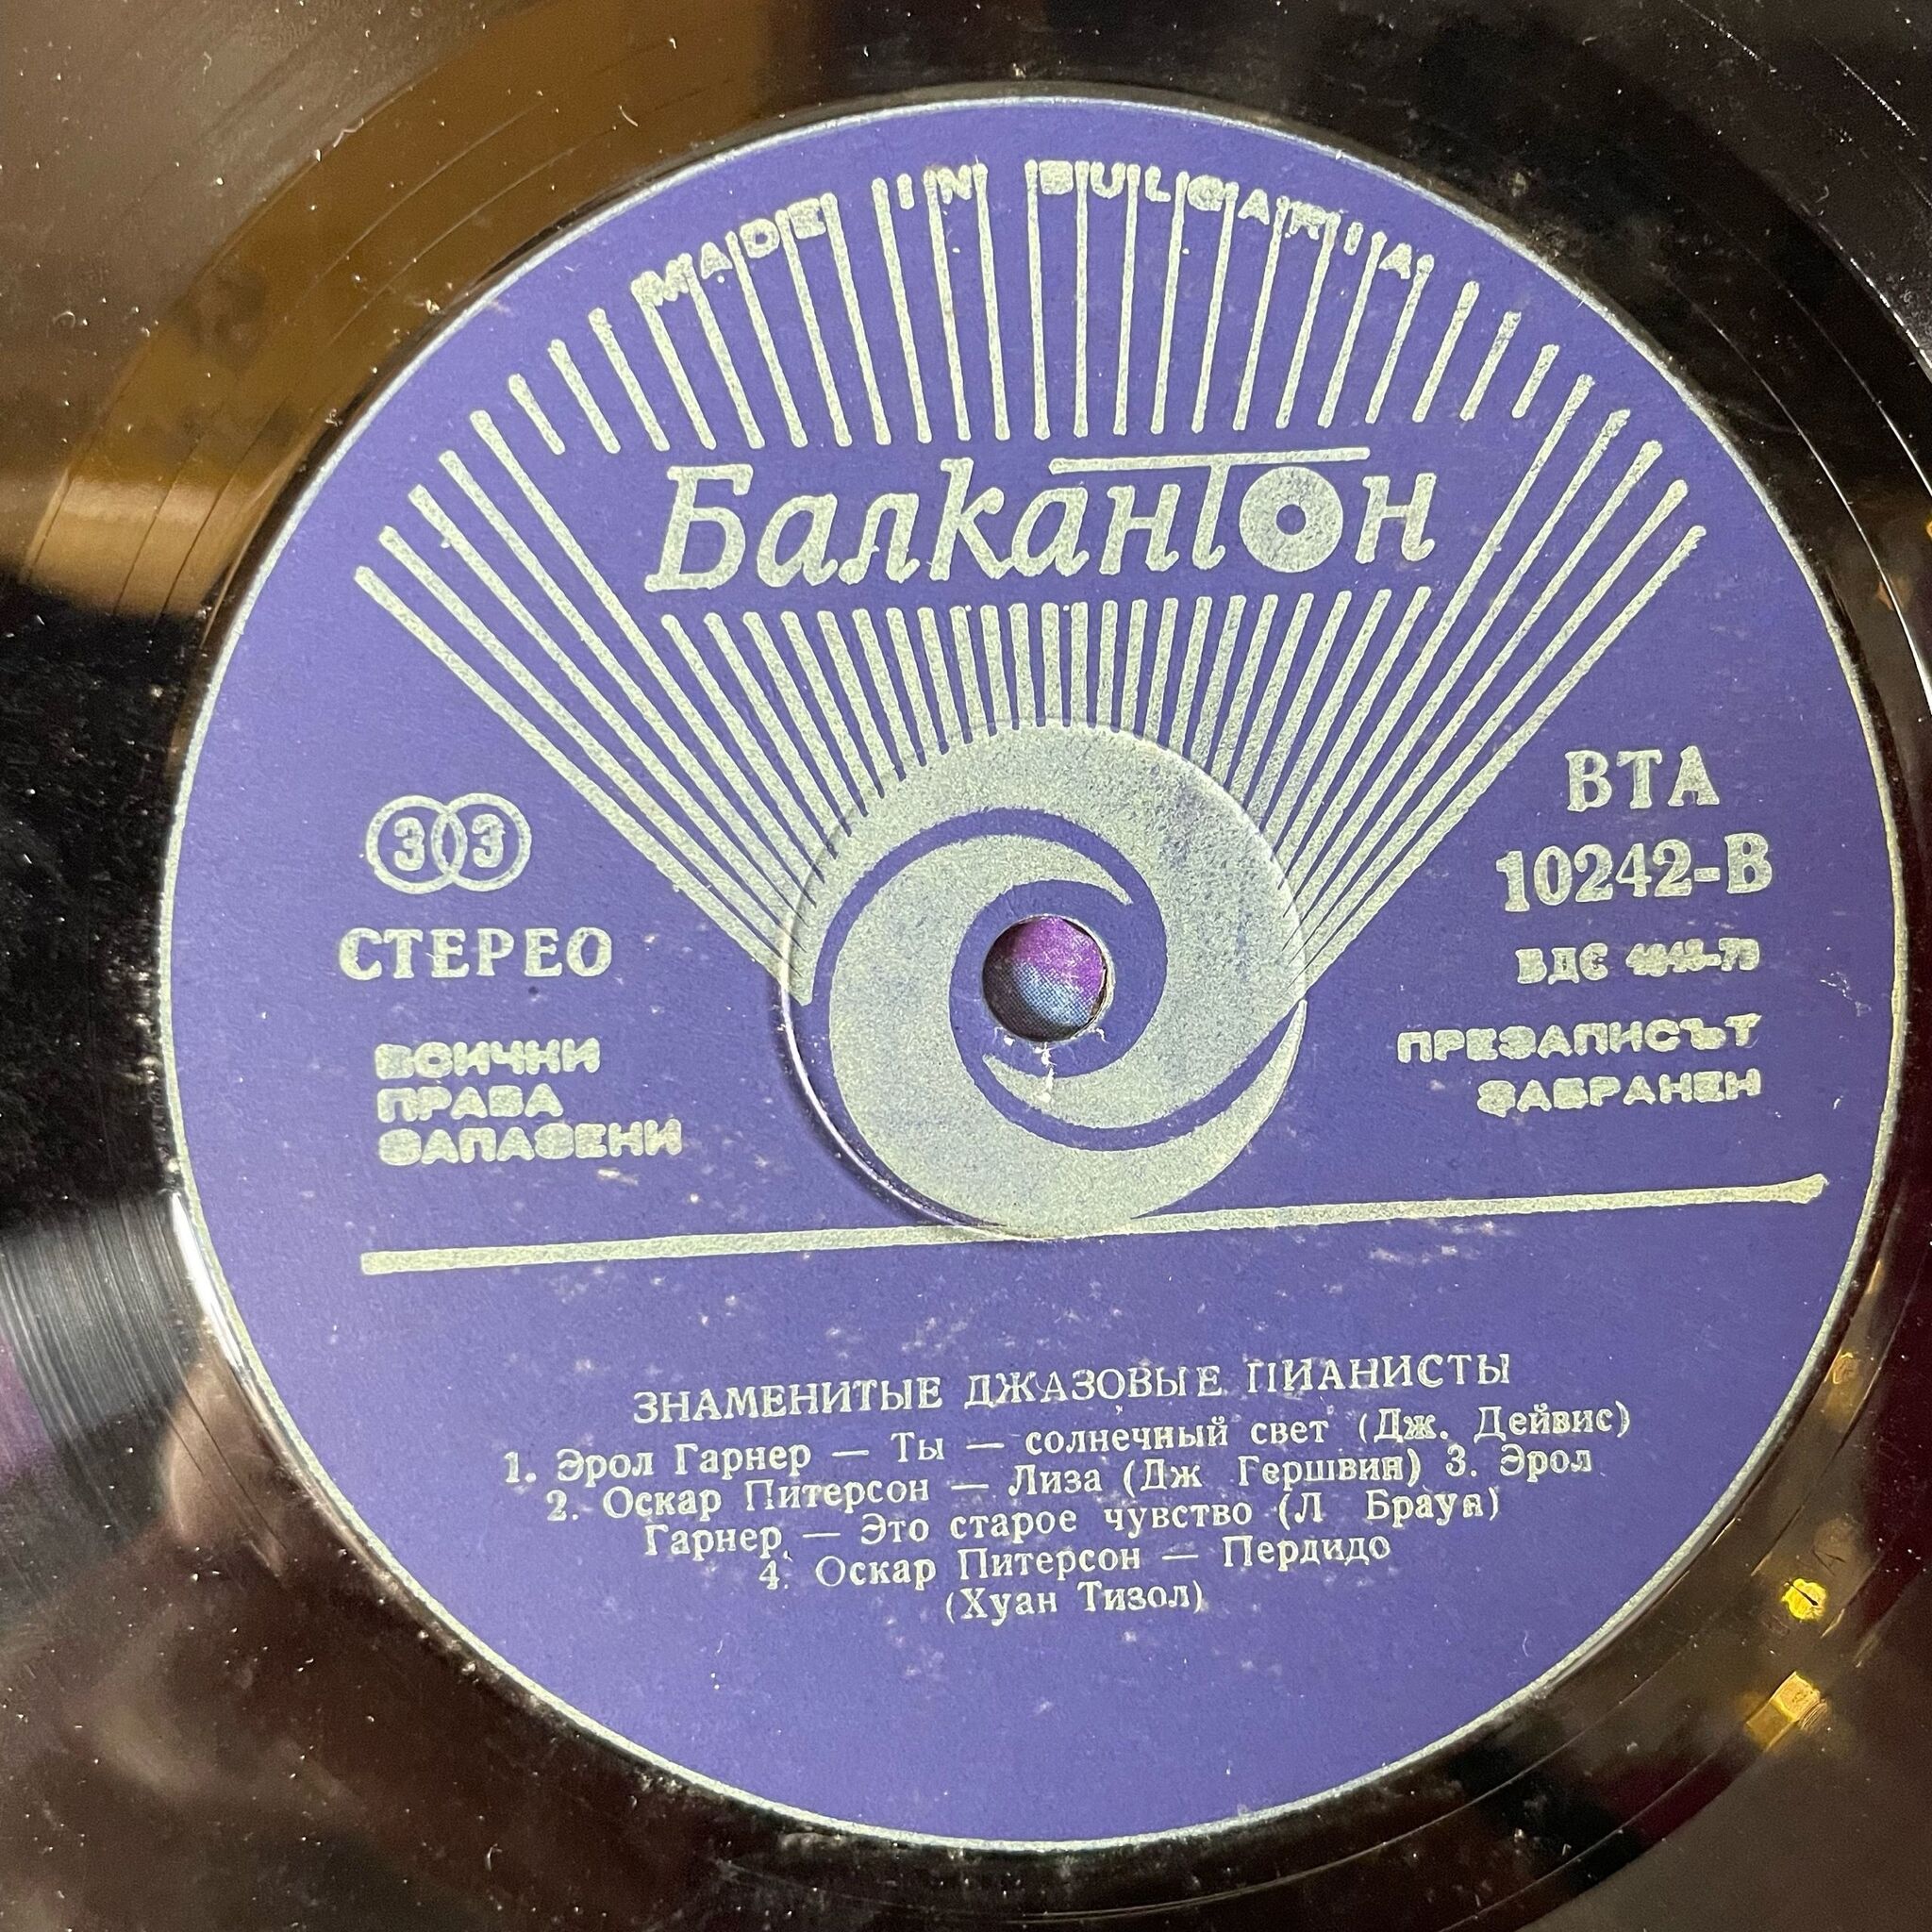 MADE IN BULGARIA
Балкантон
33
СТЕРЕО
ВСИЧКИ
ПРАВА
ЗАПАЗЕНИ
ВТА
10242-В
БДС
ПРЕЗАПИСЪТ
ЗАБРАНЕН
ЗНАМЕНИТЫЕ ДЖАЗОВЫЕ ПИАНИСТЫ
1. Эрол Гарнер — Ты — солнечный свет (Дж. Дейвис)
2. Оскар Питерсон — Лиза (Дж Гершвин) 3. Эрол
Гарнер — Это старое чувство (Л Браун)
4. Оскар Питерсон — Пердидо
(Хуан Тизол)